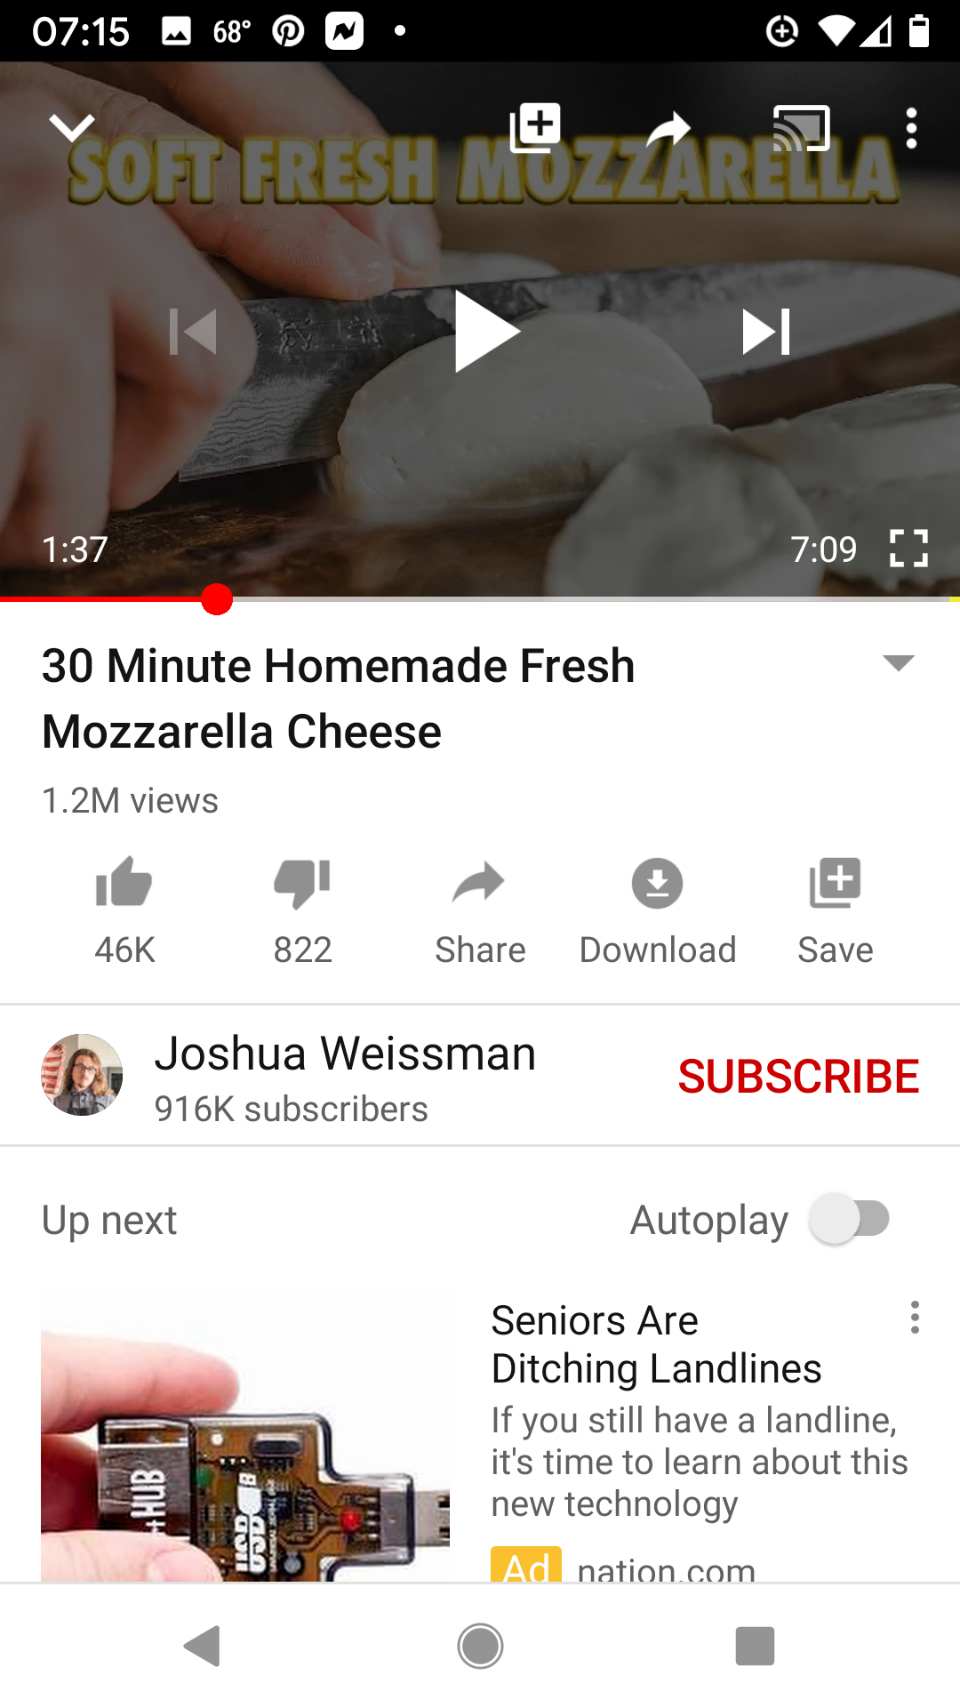 07:15 68°
SOFT FRESH MOZZARELLA
1:37 7:09
30 Minute Homemade Fresh
Mozzarella Cheese
1.2M views
46K 822 Share Download Save
Joshua Weissman
916K subscribers
SUBSCRIBE
Up next Autoplay
Seniors Are
Ditching Landlines
If you still have a landline,
it's time to learn about this
new technology
Ad nation.com
HUB
USB